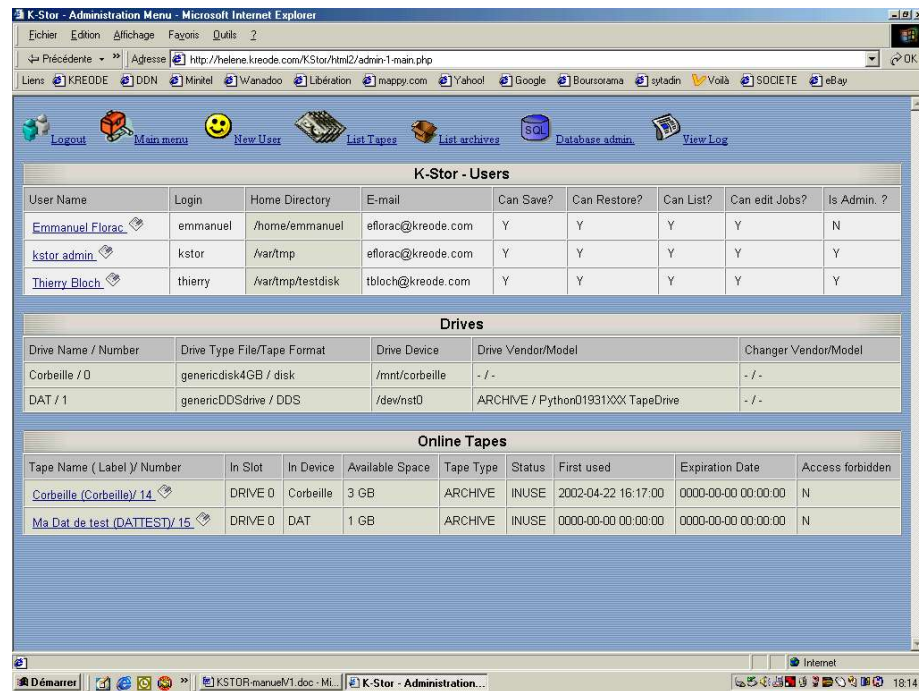 K-Stor - Administration Menu - Microsoft Internet Explorer
Fichier Edition Affichage Favoris Outils ?
Précédente » Adresse http://helene.kreode.com/KStor/html2/admin-1-main.php OK
Liens KREODE DDN Minitel Wanadoo Libération mappy.com Yahoo! Google Boursorama sytadin Voilà SOCIETE eBay
Logout Main menu New User List Tapes List archives SQL Database admin. View Log
K-Stor - Users
User Name Login Home Directory E-mail Can Save? Can Restore? Can List? Can edit Jobs? Is Admin. ?
Emmanuel Florac emmanuel /home/emmanuel eflorac@kreode.com Y Y Y Y N
kstor admin kstor /var/tmp eflorac@kreode.com Y Y Y Y Y
Thierry Bloch thierry /var/tmp/testdisk tbloch@kreode.com Y Y Y Y Y
Drives
Drive Name / Number Drive Type File/Tape Format Drive Device Drive Vendor/Model Changer Vendor/Model
Corbeille / 0 genericdisk4GB / disk /mnt/corbeille - / - - / -
DAT / 1 genericDDSdrive / DDS /dev/nst0 ARCHIVE / Python01931XXX TapeDrive - / -
Online Tapes
Tape Name ( Label )/ Number In Slot In Device Available Space Tape Type Status First used Expiration Date Access forbidden
Corbeille (Corbeille)/ 14 DRIVE 0 Corbeille 3 GB ARCHIVE INUSE 2002-04-22 16:17:00 0000-00-00 00:00:00 N
Ma Dat de test (DATTEST)/ 15 DRIVE 0 DAT 1 GB ARCHIVE INUSE 0000-00-00 00:00:00 0000-00-00 00:00:00 N
Internet
Démarrer » KSTOR-manuelV1.doc - Mi... K-Stor - Administration... 18:14